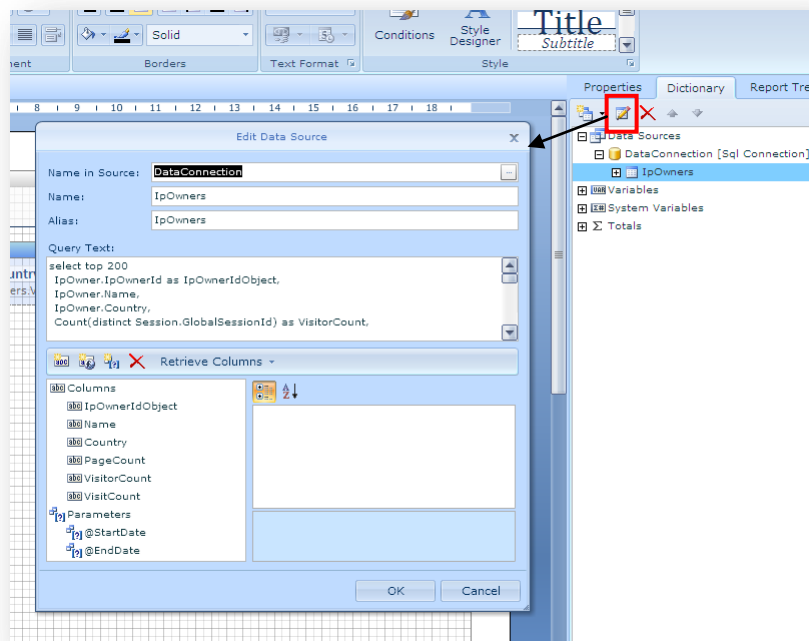 Solid
Conditions
Style
Designer
Title
Subtitle
Borders
Text Format
Style
Properties
Dictionary
Report Tre
8 9 10 11 12 13 14 15 16 17 18
Edit Data Source
Name in Source:
DataConnection
Name:
IpOwners
Alias:
IpOwners
Query Text:
select top 200
IpOwner.IpOwnerId as IpOwnerIdObject,
IpOwner.Name,
IpOwner.Country,
Count(distinct Session.GlobalSessionId) as VisitorCount,
Retrieve Columns
Columns
IpOwnerIdObject
Name
Country
PageCount
VisitorCount
VisitCount
Parameters
@StartDate
@EndDate
OK
Cancel
Data Sources
DataConnection [Sql Connection]
IpOwners
Variables
System Variables
Totals